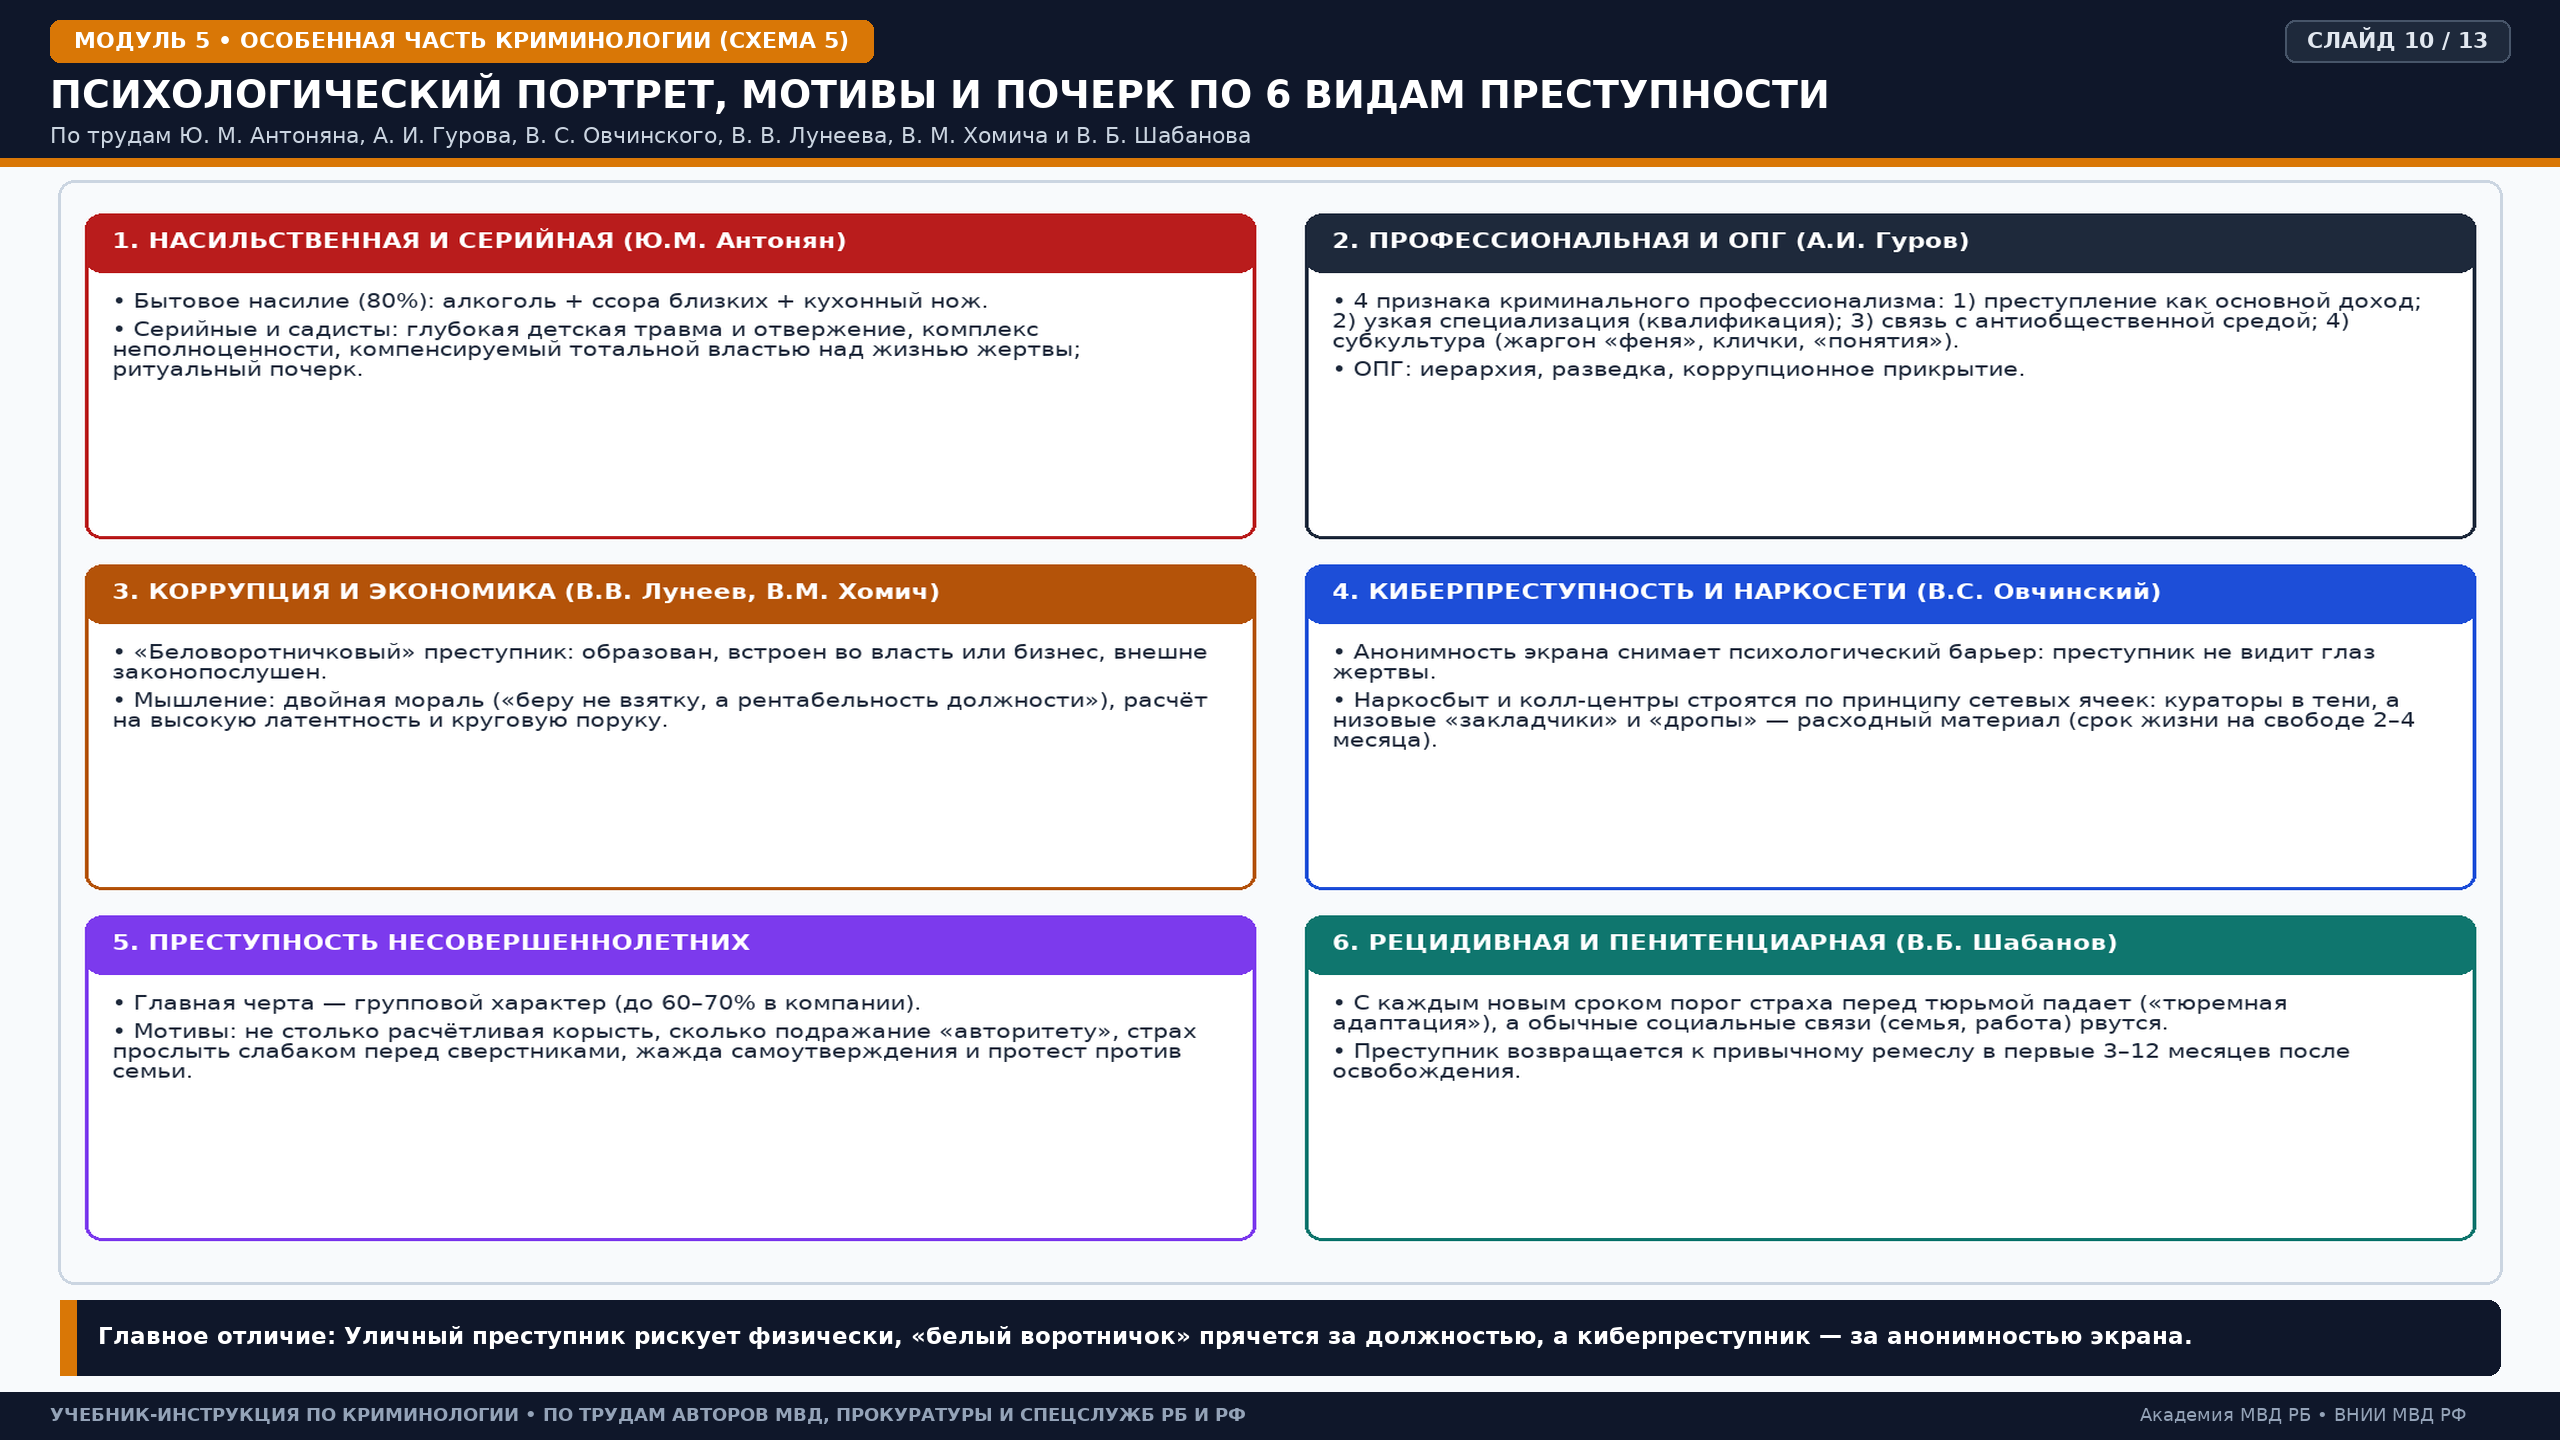 МОДУЛЬ 5 • ОСОБЕННАЯ ЧАСТЬ КРИМИНОЛОГИИ (СХЕМА 5)
СЛАЙД 10 / 13
ПСИХОЛОГИЧЕСКИЙ ПОРТРЕТ, МОТИВЫ И ПОЧЕРК ПО 6 ВИДАМ ПРЕСТУПНОСТИ
По трудам Ю. М. Антоняна, А. И. Гурова, В. С. Овчинского, В. В. Лунеева, В. М. Хомича и В. Б. Шабанова
1. НАСИЛЬСТВЕННАЯ И СЕРИЙНАЯ (Ю.М. Антонян)
• Бытовое насилие (80%): алкоголь + ссора близких + кухонный нож.
• Серийные и садисты: глубокая детская травма и отвержение, комплекс
неполноценности, компенсируемый тотальной властью над жизнью жертвы;
ритуальный почерк.
2. ПРОФЕССИОНАЛЬНАЯ И ОПГ (А.И. Гуров)
• 4 признака криминального профессионализма: 1) преступление как основной доход;
2) узкая специализация (квалификация); 3) связь с антиобщественной средой; 4)
субкультура (жаргон «феня», клички, «понятия»).
• ОПГ: иерархия, разведка, коррупционное прикрытие.
3. КОРРУПЦИЯ И ЭКОНОМИКА (В.В. Лунеев, В.М. Хомич)
• «Беловоротничковый» преступник: образован, встроен во власть или бизнес, внешне
законопослушен.
• Мышление: двойная мораль («беру не взятку, а рентабельность должности»), расчёт
на высокую латентность и круговую поруку.
4. КИБЕРПРЕСТУПНОСТЬ И НАРКОСЕТИ (В.С. Овчинский)
• Анонимность экрана снимает психологический барьер: преступник не видит глаз
жертвы.
• Наркосбыт и колл-центры строятся по принципу сетевых ячеек: кураторы в тени, а
низовые «закладчики» и «дропы» — расходный материал (срок жизни на свободе 2–4
месяца).
5. ПРЕСТУПНОСТЬ НЕСОВЕРШЕННОЛЕТНИХ
• Главная черта — групповой характер (до 60–70% в компании).
• Мотивы: не столько расчётливая корысть, сколько подражание «авторитету», страх
прослыть слабаком перед сверстниками, жажда самоутверждения и протест против
семьи.
6. РЕЦИДИВНАЯ И ПЕНИТЕНЦИАРНАЯ (В.Б. Шабанов)
• С каждым новым сроком порог страха перед тюрьмой падает («тюремная
адаптация»), а обычные социальные связи (семья, работа) рвутся.
• Преступник возвращается к привычному ремеслу в первые 3–12 месяцев после
освобождения.
Главное отличие: Уличный преступник рискует физически, «белый воротничок» прячется за должностью, а киберпреступник — за анонимностью экрана.
УЧЕБНИК-ИНСТРУКЦИЯ ПО КРИМИНОЛОГИИ • ПО ТРУДАМ АВТОРОВ МВД, ПРОКУРАТУРЫ И СПЕЦСЛУЖБ РБ И РФ
Академия МВД РБ • ВНИИ МВД РФ